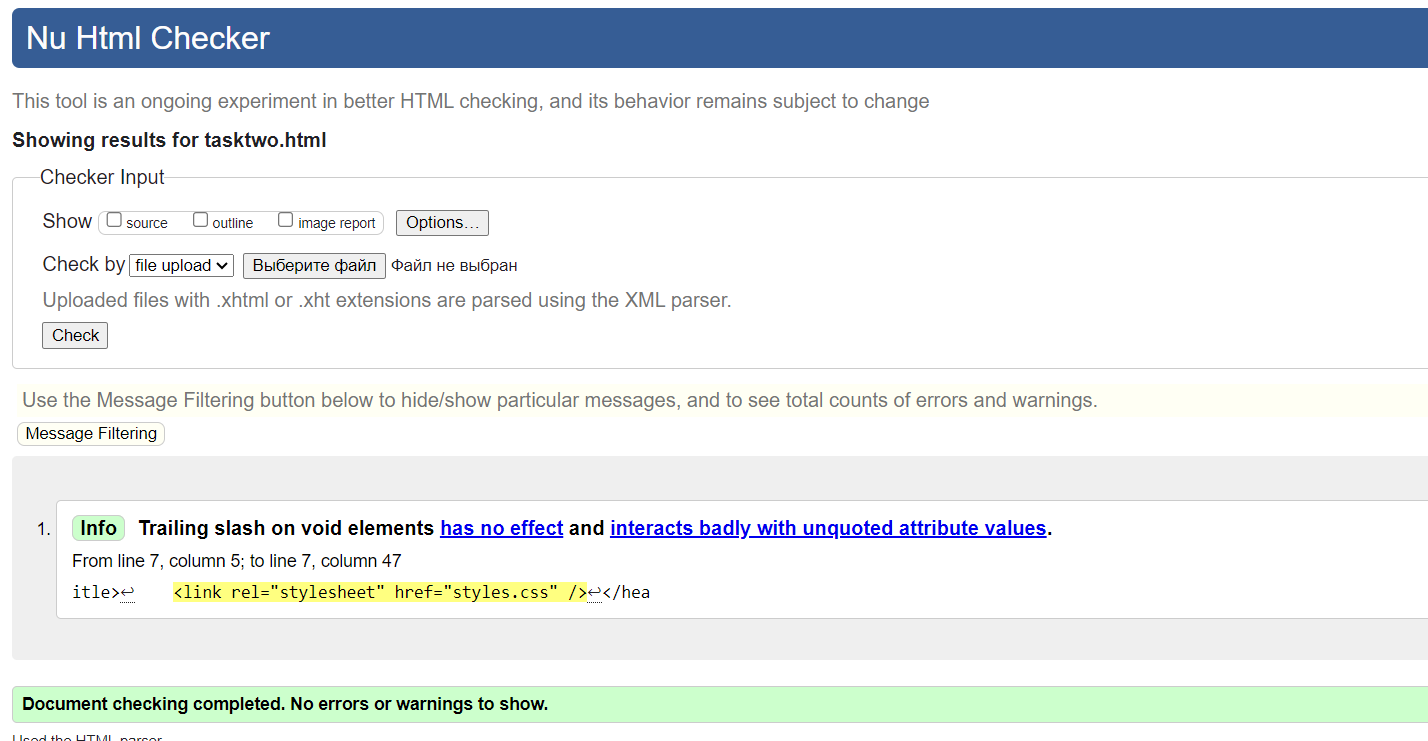 Nu Html Checker
This tool is an ongoing experiment in better HTML checking, and its behavior remains subject to change
Showing results for tasktwo.html
Checker Input
Show source outline image report Options...
Check by file upload Выберите файл Файл не выбран
Uploaded files with .xhtml or .xht extensions are parsed using the XML parser.
Check
Use the Message Filtering button below to hide/show particular messages, and to see total counts of errors and warnings.
Message Filtering
1. Info Trailing slash on void elements has no effect and interacts badly with unquoted attribute values.
From line 7, column 5; to line 7, column 47
itle>↩    <link rel="stylesheet" href="styles.css" />↩</hea
Document checking completed. No errors or warnings to show.
Used the HTML parser.